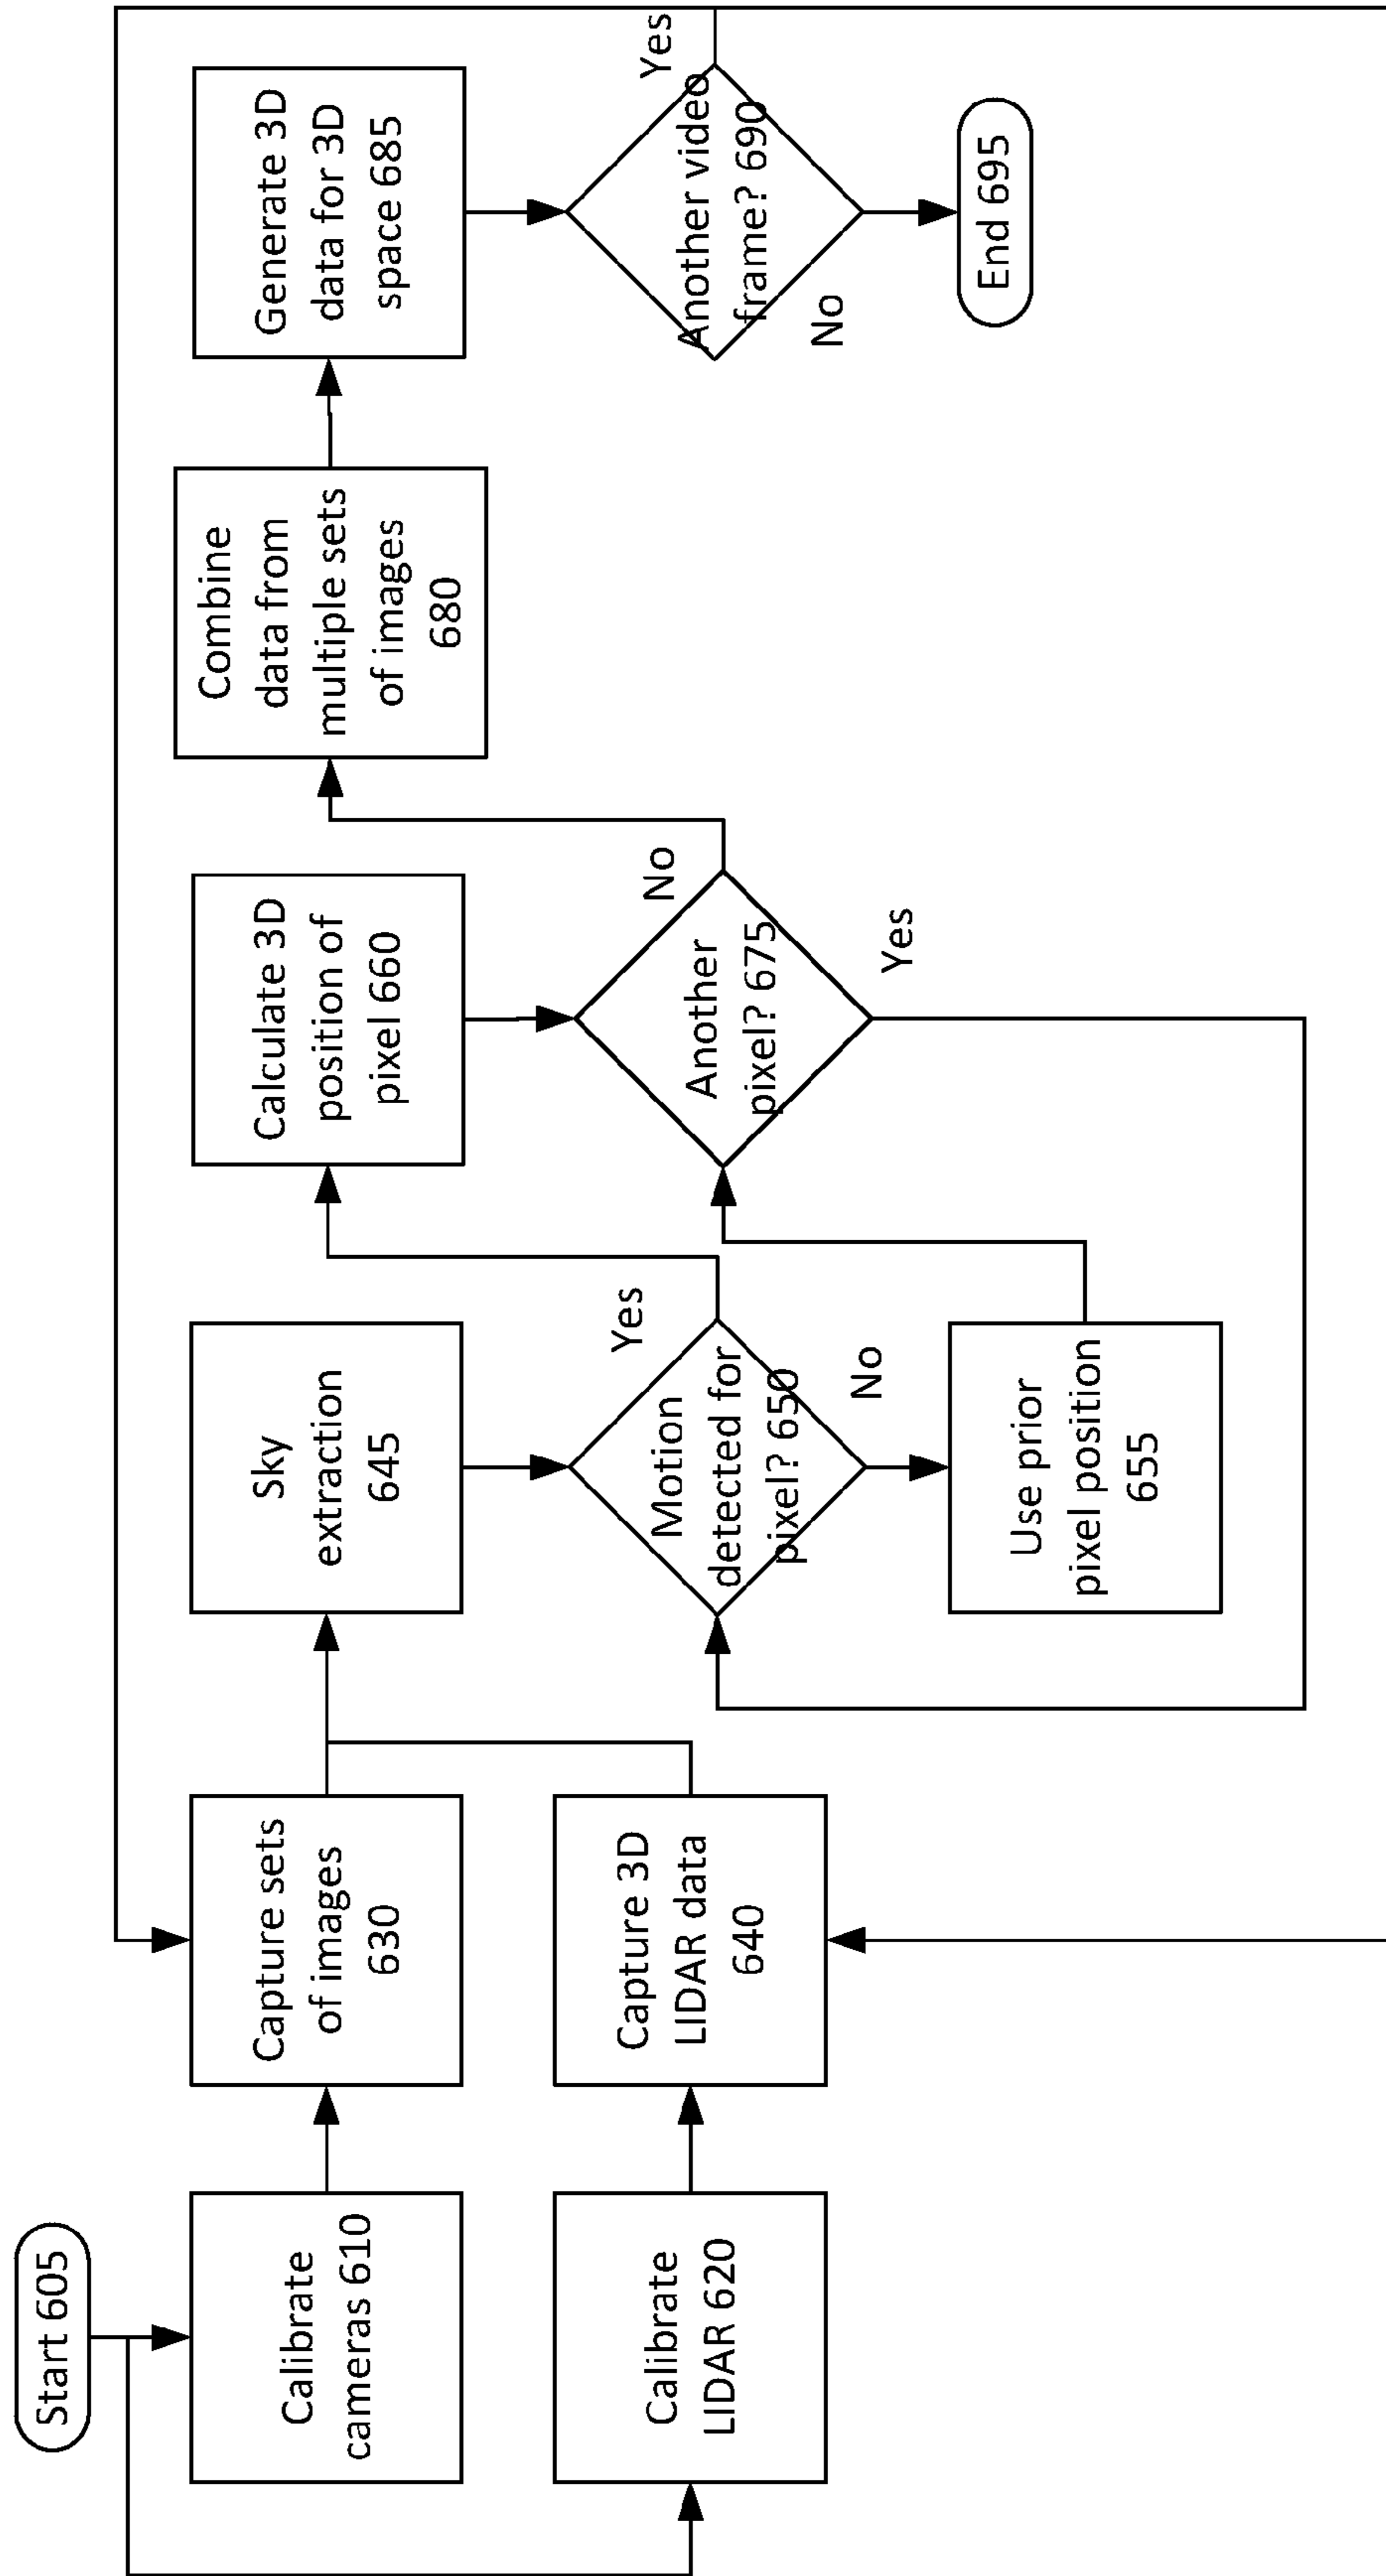 Start 605
Calibrate
cameras 610
Calibrate
LIDAR 620
Capture sets
of images
630
Capture 3D
LIDAR data
640
Sky
extraction
645
Motion
detected for
pixel? 650
Yes
No
Use prior
pixel position
655
Calculate 3D
position of
pixel 660
Another
pixel? 675
No
Yes
Combine
data from
multiple sets
of images
680
Generate 3D
data for 3D
space 685
Another video
frame? 690
Yes
No
End 695